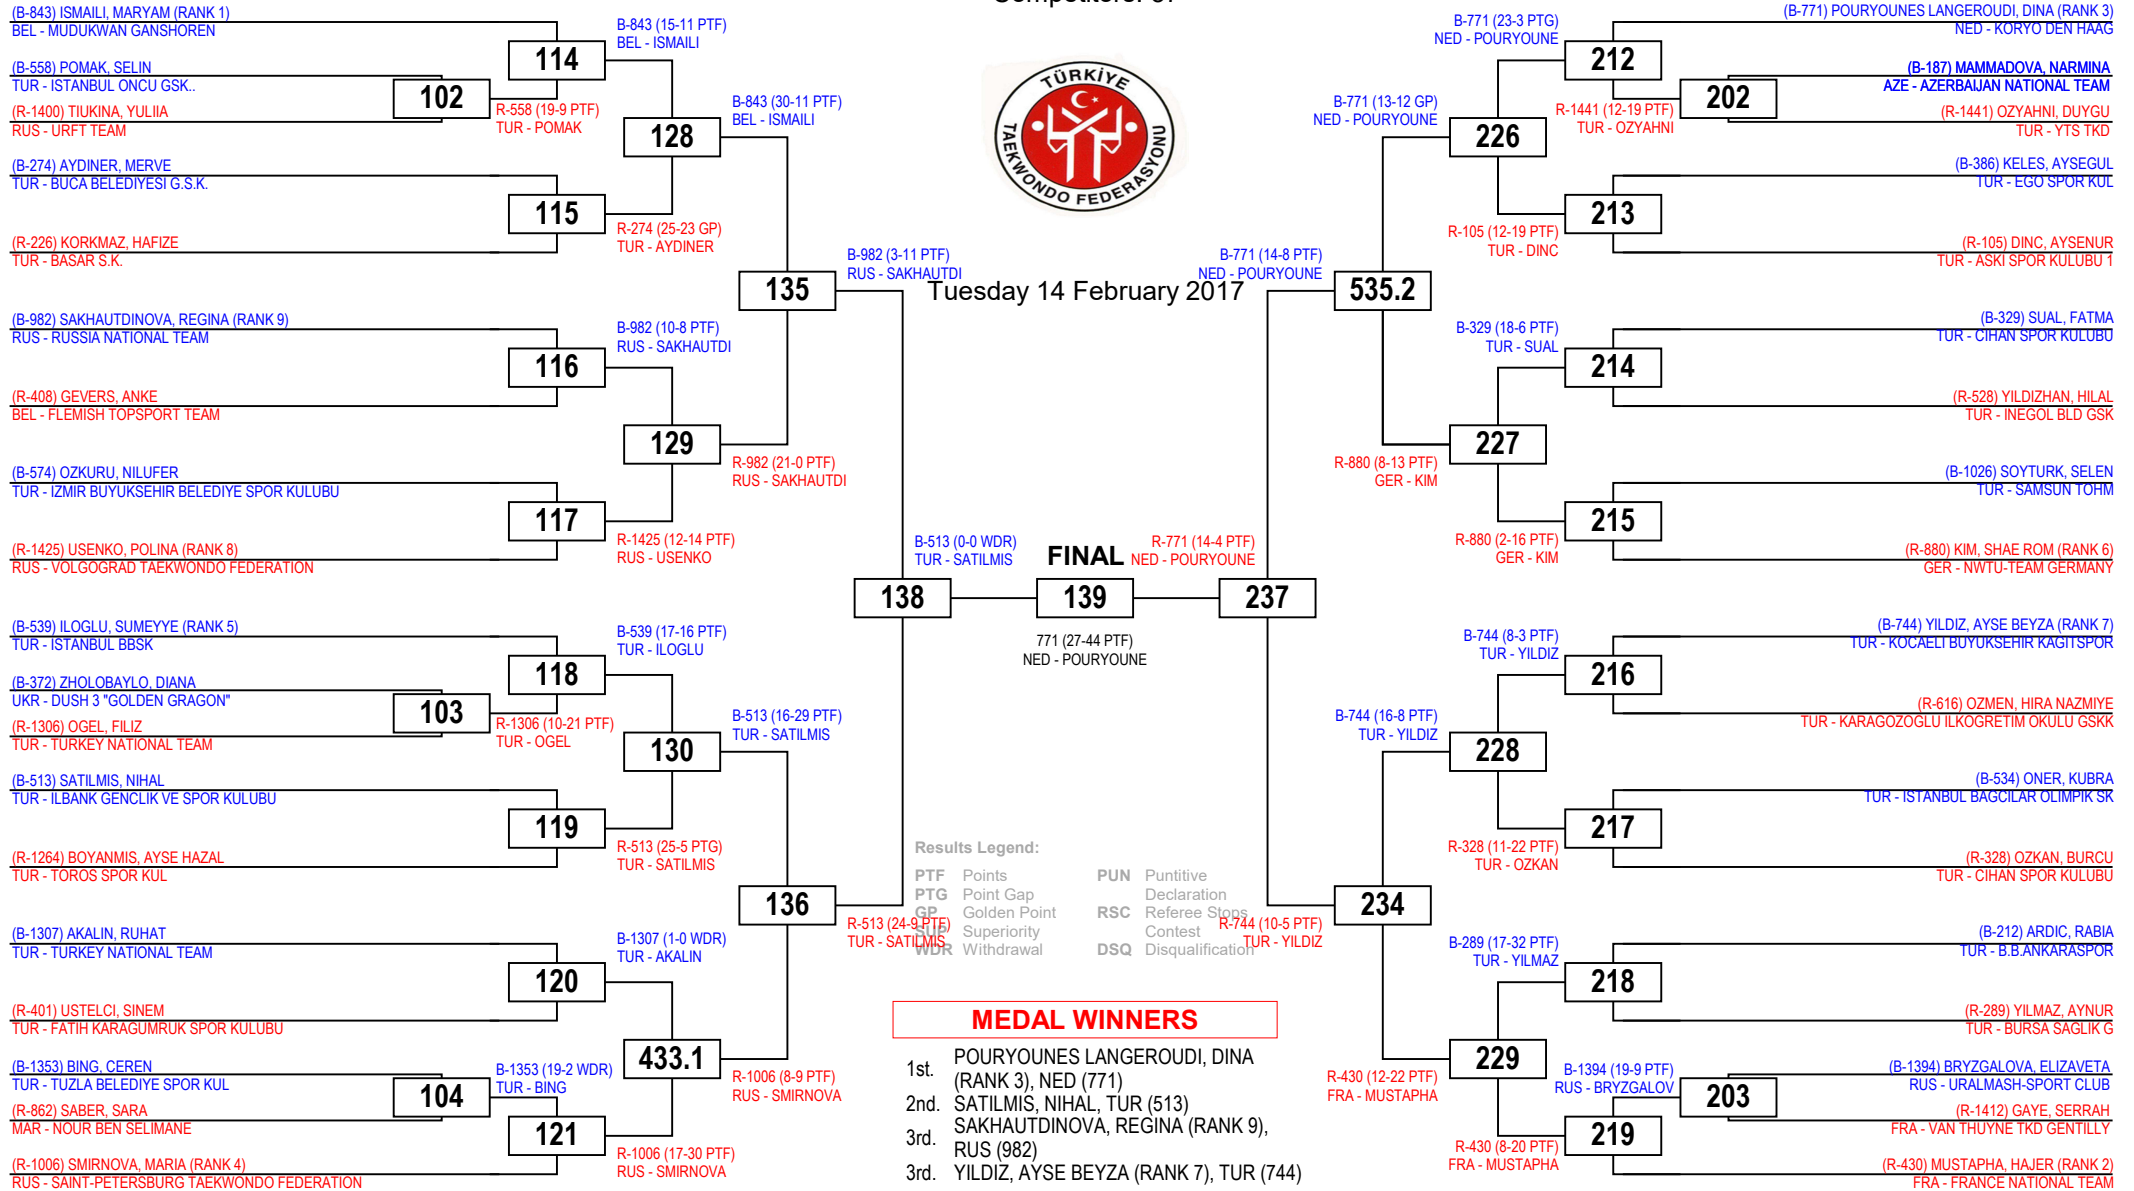 (B-843) ISMAILI, MARYAM (RANK 1)
BEL - MUDUKWAN GANSHOREN
(B-558) POMAK, SELIN
TUR - ISTANBUL ONCU GSK..
(R-1400) TIUKINA, YULIIA
RUS - URFT TEAM
(B-274) AYDINER, MERVE
TUR - BUCA BELEDIYESI G.S.K.
(R-226) KORKMAZ, HAFIZE
TUR - BASAR S.K.
(B-982) SAKHAUTDINOVA, REGINA (RANK 9)
RUS - RUSSIA NATIONAL TEAM
(R-408) GEVERS, ANKE
BEL - FLEMISH TOPSPORT TEAM
(B-574) OZKURU, NILUFER
TUR - IZMIR BUYUKSEHIR BELEDIYE SPOR KULUBU
(R-1425) USENKO, POLINA (RANK 8)
RUS - VOLGOGRAD TAEKWONDO FEDERATION
(B-539) ILOGLU, SUMEYYE (RANK 5)
TUR - ISTANBUL BBSK
(B-372) ZHOLOBAYLO, DIANA
UKR - DUSH 3 "GOLDEN GRAGON"
(R-1306) OGEL, FILIZ
TUR - TURKEY NATIONAL TEAM
(B-513) SATILMIS, NIHAL
TUR - ILBANK GENCLIK VE SPOR KULUBU
(R-1264) BOYANMIS, AYSE HAZAL
TUR - TOROS SPOR KUL
(B-1307) AKALIN, RUHAT
TUR - TURKEY NATIONAL TEAM
(R-401) USTELCI, SINEM
TUR - FATIH KARAGUMRUK SPOR KULUBU
(B-1353) BING, CEREN
TUR - TUZLA BELEDIYE SPOR KUL
(R-862) SABER, SARA
MAR - NOUR BEN SELIMANE
(R-1006) SMIRNOVA, MARIA (RANK 4)
RUS - SAINT-PETERSBURG TAEKWONDO FEDERATION
102
103
104
R-558 (19-9 PTF)
TUR - POMAK
R-1306 (10-21 PTF)
TUR - OGEL
B-1353 (19-2 WDR)
TUR - BING
114
115
116
117
118
119
120
121
B-843 (15-11 PTF)
BEL - ISMAILI
R-274 (25-23 GP)
TUR - AYDINER
B-982 (10-8 PTF)
RUS - SAKHAUTDI
R-1425 (12-14 PTF)
RUS - USENKO
B-539 (17-16 PTF)
TUR - ILOGLU
R-513 (25-5 PTG)
TUR - SATILMIS
B-1307 (1-0 WDR)
TUR - AKALIN
R-1006 (17-30 PTF)
RUS - SMIRNOVA
128
129
130
433.1
B-843 (30-11 PTF)
BEL - ISMAILI
R-982 (21-0 PTF)
RUS - SAKHAUTDI
B-513 (16-29 PTF)
TUR - SATILMIS
R-1006 (8-9 PTF)
RUS - SMIRNOVA
135
136
B-982 (3-11 PTF)
RUS - SAKHAUTDI
R-513 (24-9 PTF)
TUR - SATILMIS
138
B-513 (0-0 WDR)
TUR - SATILMIS
TÜRKİYE
TAEKWONDO FEDERASYONU
Tuesday 14 February 2017
FINAL
139
771 (27-44 PTF)
NED - POURYOUNE
R-771 (14-4 PTF)
NED - POURYOUNE
237
B-771 (14-8 PTF)
NED - POURYOUNE
R-744 (10-5 PTF)
TUR - YILDIZ
535.2
234
B-771 (13-12 GP)
NED - POURYOUNE
R-880 (8-13 PTF)
GER - KIM
B-744 (16-8 PTF)
TUR - YILDIZ
R-430 (12-22 PTF)
FRA - MUSTAPHA
226
227
228
229
B-771 (23-3 PTG)
NED - POURYOUNE
R-105 (12-19 PTF)
TUR - DINC
B-329 (18-6 PTF)
TUR - SUAL
R-880 (2-16 PTF)
GER - KIM
B-744 (8-3 PTF)
TUR - YILDIZ
R-328 (11-22 PTF)
TUR - OZKAN
B-289 (17-32 PTF)
TUR - YILMAZ
R-430 (8-20 PTF)
FRA - MUSTAPHA
212
213
214
215
216
217
218
219
R-1441 (12-19 PTF)
TUR - OZYAHNI
B-1394 (19-9 PTF)
RUS - BRYZGALOV
202
203
(B-771) POURYOUNES LANGEROUDI, DINA (RANK 3)
NED - KORYO DEN HAAG
(B-187) MAMMADOVA, NARMINA
AZE - AZERBAIJAN NATIONAL TEAM
(R-1441) OZYAHNI, DUYGU
TUR - YTS TKD
(B-386) KELES, AYSEGUL
TUR - EGO SPOR KUL
(R-105) DINC, AYSENUR
TUR - ASKI SPOR KULUBU 1
(B-329) SUAL, FATMA
TUR - CIHAN SPOR KULUBU
(R-528) YILDIZHAN, HILAL
TUR - INEGOL BLD GSK
(B-1026) SOYTURK, SELEN
TUR - SAMSUN TOHM
(R-880) KIM, SHAE ROM (RANK 6)
GER - NWTU-TEAM GERMANY
(B-744) YILDIZ, AYSE BEYZA (RANK 7)
TUR - KOCAELI BUYUKSEHIR KAGITSPOR
(R-616) OZMEN, HIRA NAZMIYE
TUR - KARAGOZOGLU ILKOGRETIM OKULU GSKK
(B-534) ONER, KUBRA
TUR - ISTANBUL BAGCILAR OLIMPIK SK
(R-328) OZKAN, BURCU
TUR - CIHAN SPOR KULUBU
(B-212) ARDIC, RABIA
TUR - B.B.ANKARASPOR
(R-289) YILMAZ, AYNUR
TUR - BURSA SAGLIK G
(B-1394) BRYZGALOVA, ELIZAVETA
RUS - URALMASH-SPORT CLUB
(R-1412) GAYE, SERRAH
FRA - VAN THUYNE TKD GENTILLY
(R-430) MUSTAPHA, HAJER (RANK 2)
FRA - FRANCE NATIONAL TEAM
Results Legend:
PTF Points
PTG Point Gap
GP Golden Point
SUP Superiority
WDR Withdrawal
PUN Puntitive
Declaration
RSC Referee Stops
Contest
DSQ Disqualification
MEDAL WINNERS
1st. POURYOUNES LANGEROUDI, DINA
(RANK 3), NED (771)
2nd. SATILMIS, NIHAL, TUR (513)
3rd. SAKHAUTDINOVA, REGINA (RANK 9),
RUS (982)
3rd. YILDIZ, AYSE BEYZA (RANK 7), TUR (744)